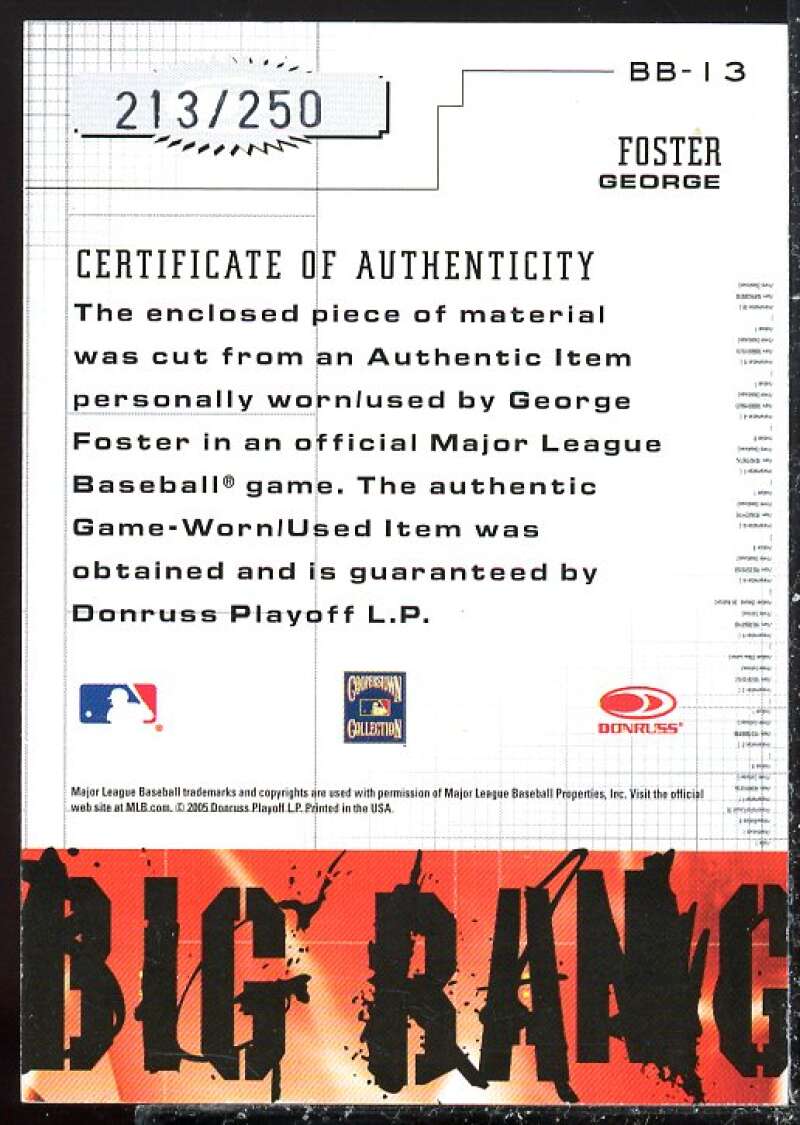 213/250
BB-13
FOSTER
GEORGE
CERTIFICATE OF AUTHENTICITY
The enclosed piece of material
was cut from an Authentic Item
personally worn/used by George
Foster in an official Major League
Baseball® game. The authentic
Game-Worn/Used Item was
obtained and is guaranteed by
Donruss Playoff L.P.
COOPERSTOWN
COLLECTION
DONRUSS®
Major League Baseball trademarks and copyrights are used with permission of Major League Baseball Properties, Inc. Visit the official
web site at MLB.com. © 2005 Donruss Playoff L.P. Printed in the USA.
BIG BANG